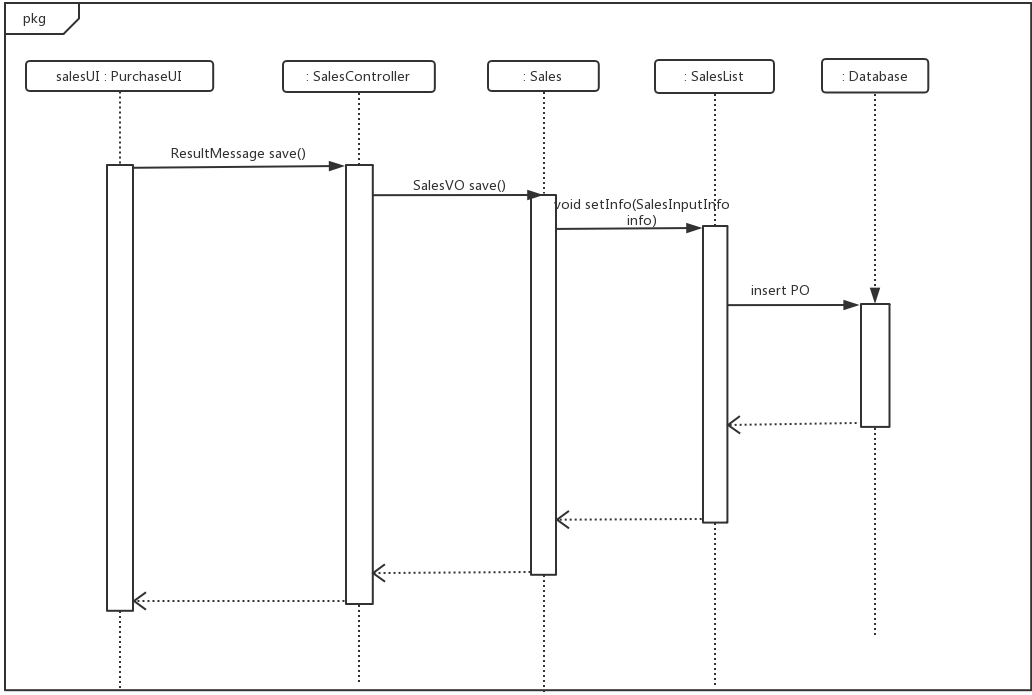 pkg
salesUI : PurchaseUI
: SalesController
: Sales
: SalesList
: Database
ResultMessage save()
SalesVO save()
void setInfo(SalesInputInfo
info)
insert PO